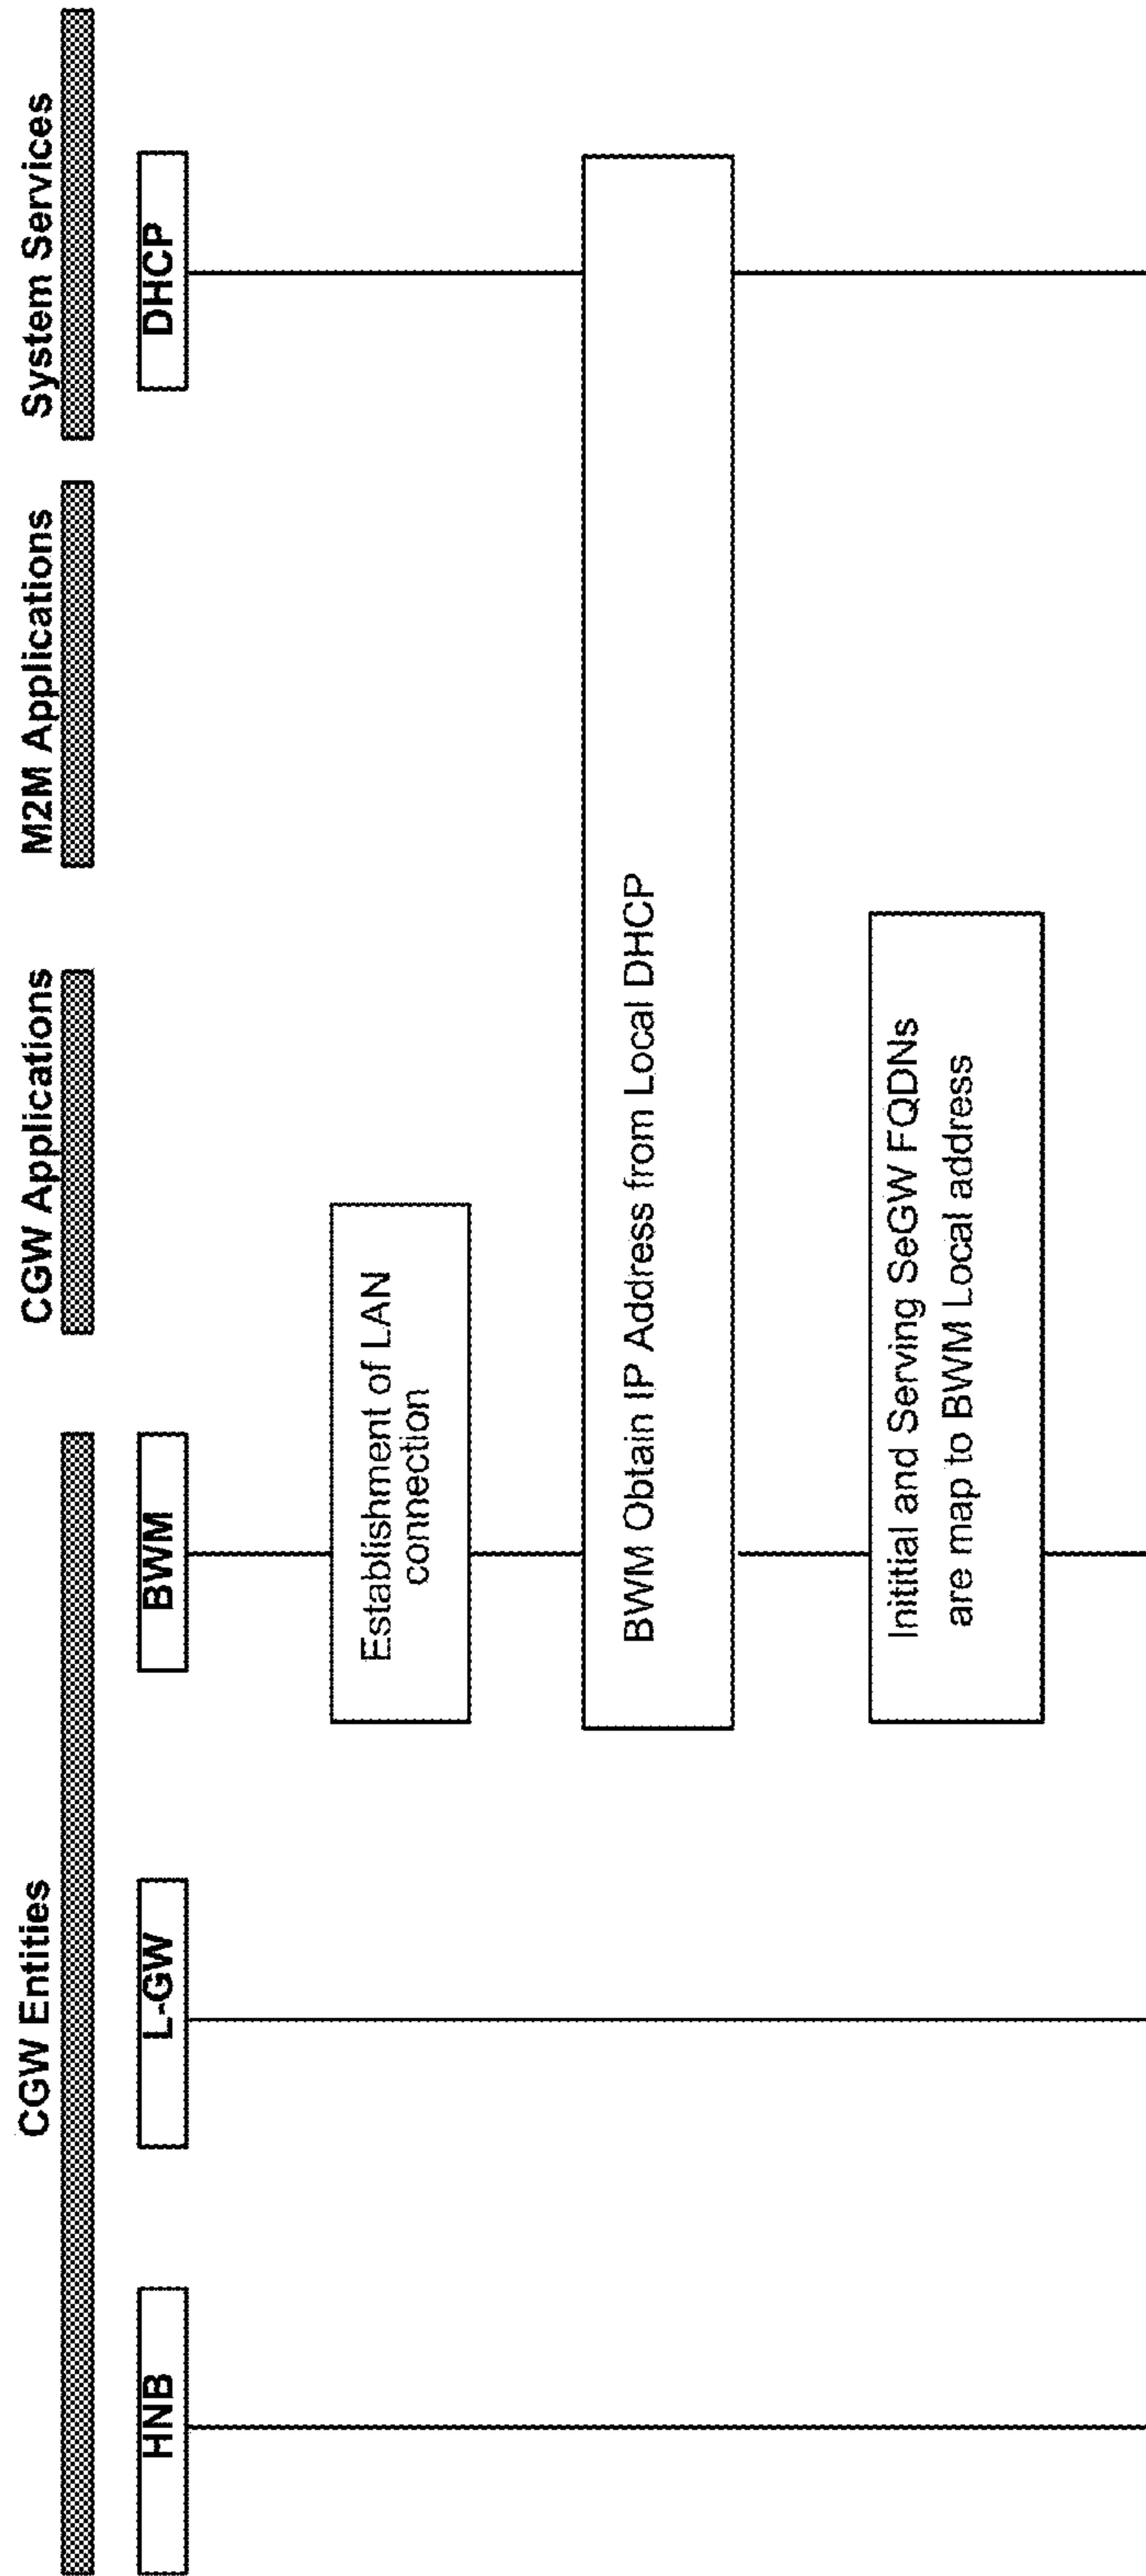 CGW Entities
CGW Applications
M2M Applications
System Services
HNB
L-GW
BWM
DHCP
Establishment of LAN
connection
BWM Obtain IP Address from Local DHCP
Inititial and Serving SeGW FQDNs
are map to BWM Local address